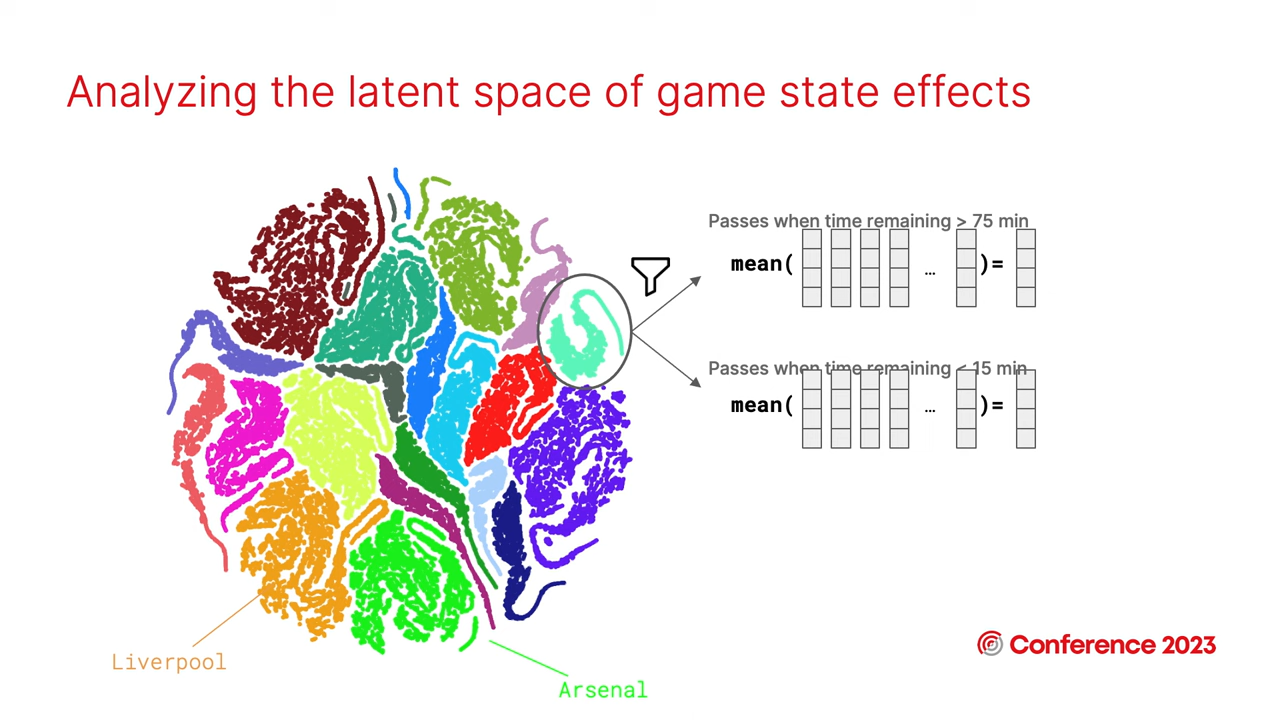 Analyzing the latent space of game state effects
Passes when time remaining > 75 min
mean( … )=
Passes when time remaining < 15 min
mean( … )=
Liverpool
Arsenal
Conference 2023